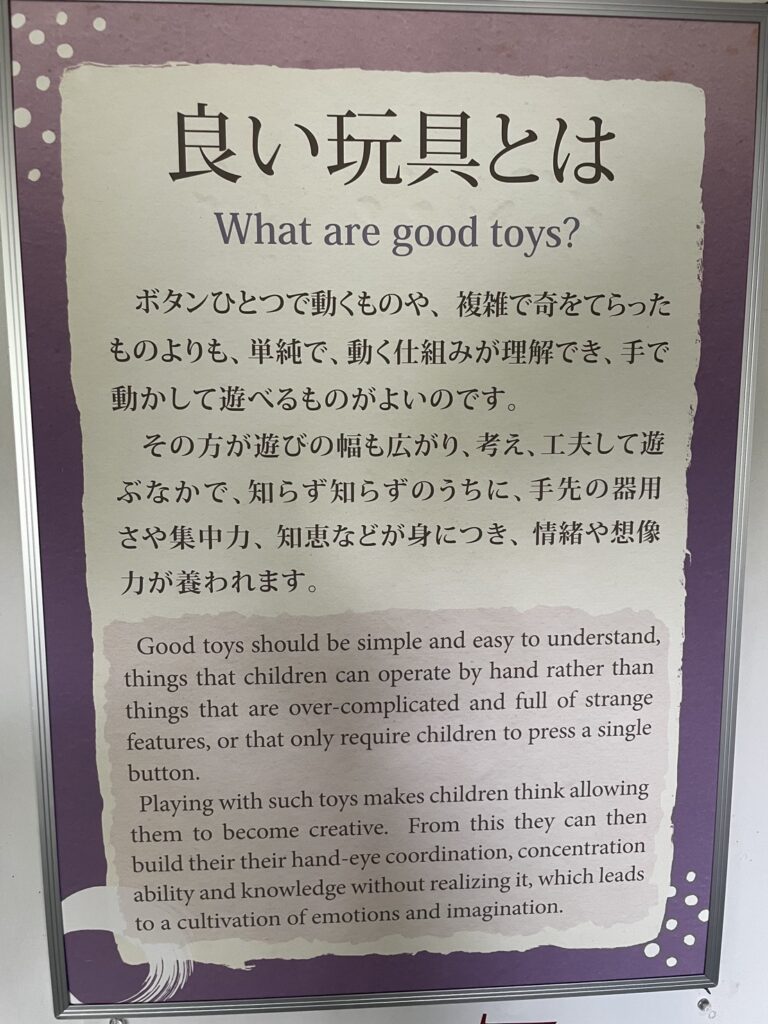 良い玩具とは
What are good toys?
ボタンひとつで動くものや、複雑で奇をてらった
ものよりも、単純で、動く仕組みが理解でき、手で
動かして遊べるものがよいのです。
その方が遊びの幅も広がり、考え、工夫して遊
ぶなかで、知らず知らずのうちに、手先の器用
さや集中力、知恵などが身につき、情緒や想像
力が養われます。
Good toys should be simple and easy to understand,
things that children can operate by hand rather than
things that are over-complicated and full of strange
features, or that only require children to press a single
button.
Playing with such toys makes children think allowing
them to become creative. From this they can then
build their their hand-eye coordination, concentration
ability and knowledge without realizing it, which leads
to a cultivation of emotions and imagination.